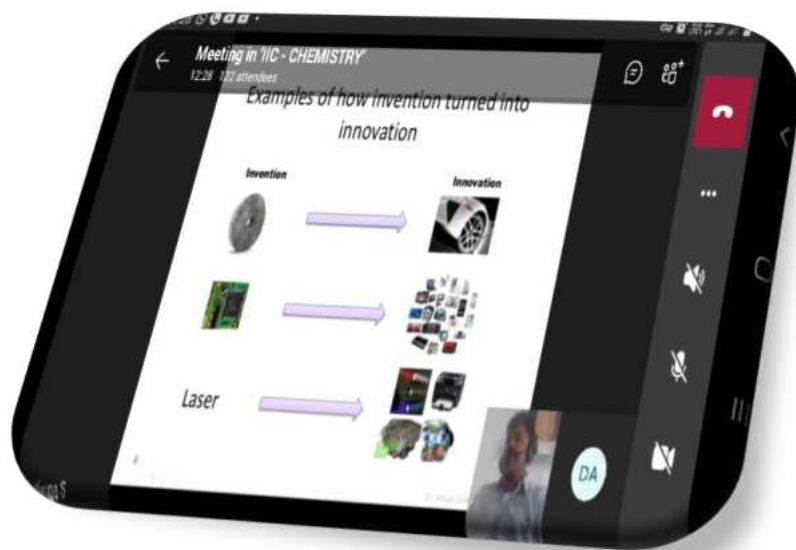 Meeting in 'IIC - CHEMISTRY'
12:28 122 attendees
Examples of how invention turned into
innovation
Invention
Innovation
Laser
DA